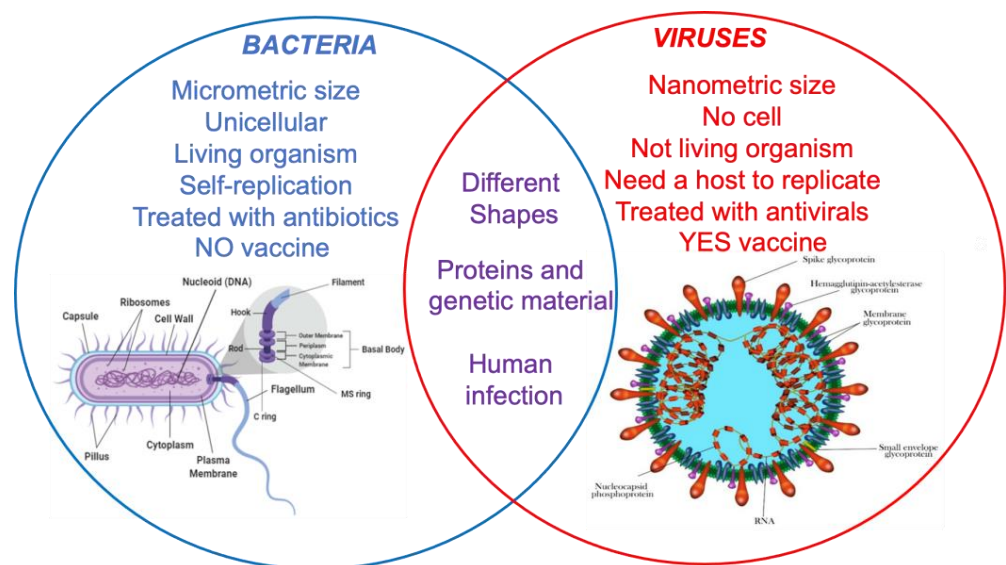 BACTERIA
Micrometric size
Unicellular
Living organism
Self-replication
Treated with antibiotics
NO vaccine
Nucleoid (DNA)
Ribosomes
Cell Wall
Capsule
Filament
Hook
Outer Membrane
Periplasm
Cytoplasmic
Membrane
Rod
Basal Body
MS ring
Flagellum
C ring
Cytoplasm
Plasma
Membrane
Pillus
Different
Shapes
Proteins and
genetic material
Human
infection
VIRUSES
Nanometric size
No cell
Not living organism
Need a host to replicate
Treated with antivirals
YES vaccine
Spike glycoprotein
Hemagglutinin-acetylesterase
glycoprotein
Membrane
glycoprotein
Small envelope
glycoprotein
Nucleocapsid
phosphoprotein
RNA